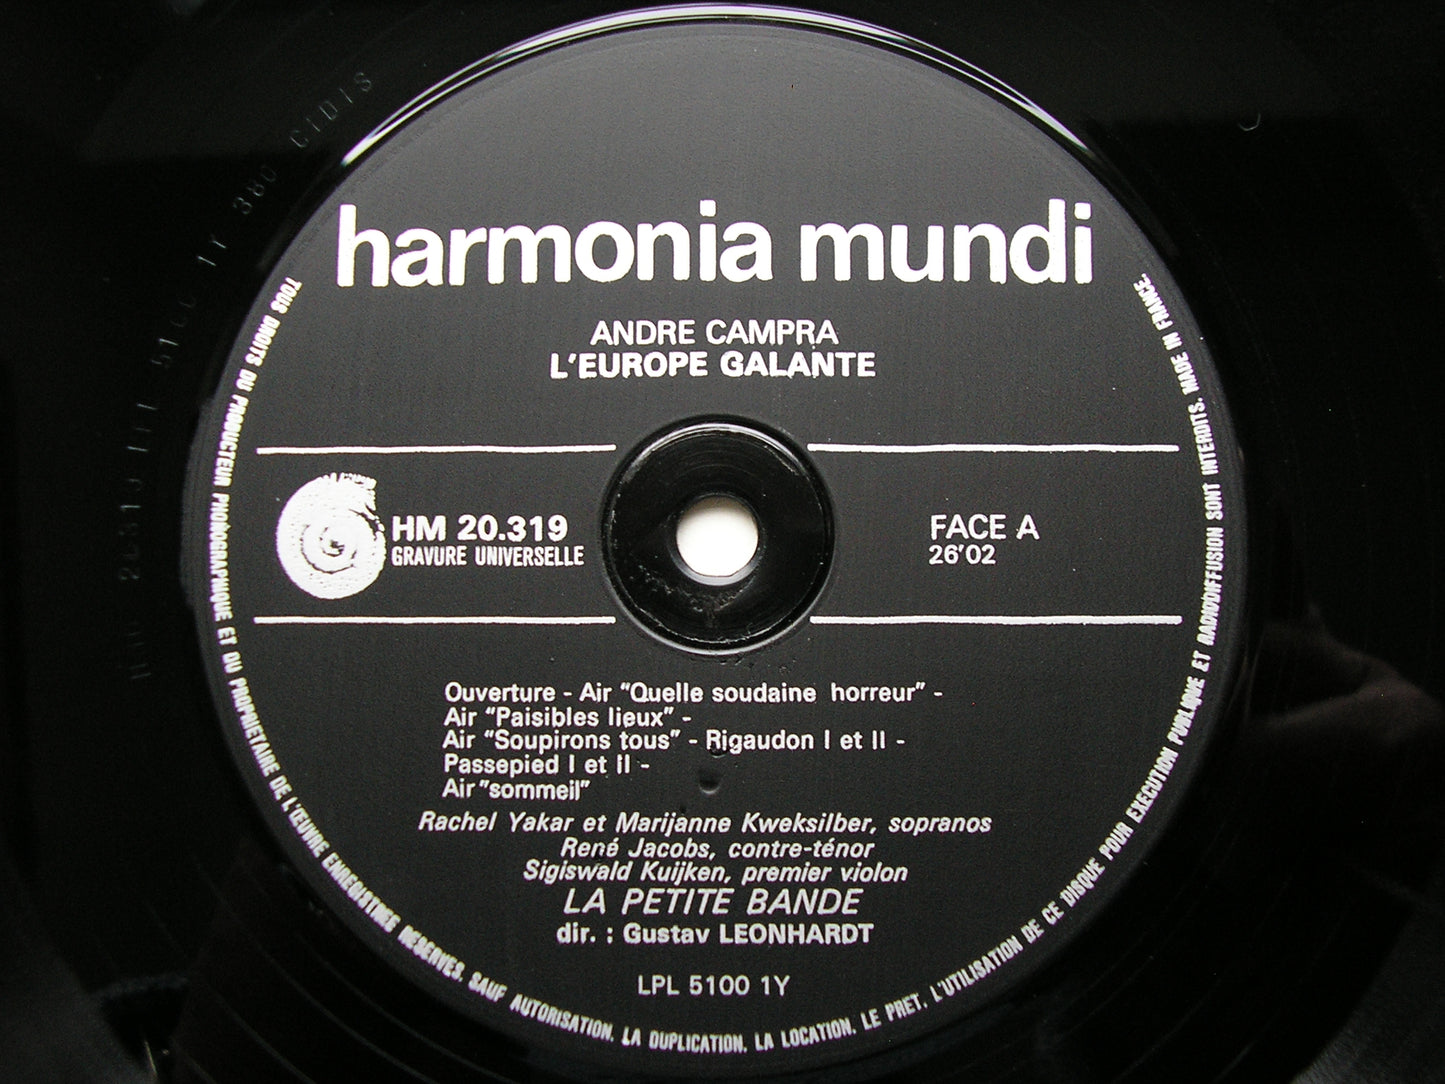 harmonia mundi
ANDRE CAMPRA
L'EUROPE GALANTE
HM 20.319
GRAVURE UNIVERSELLE
FACE A
26'02
Ouverture - Air "Quelle soudaine horreur" -
Air "Paisibles lieux" -
Air "Soupirons tous" - Rigaudon I et II -
Passepied I et II -
Air "sommeil"
Rachel Yakar et Marijanne Kweksilber, sopranos
René Jacobs, contre-ténor
Sigiswald Kuijken, premier violon
LA PETITE BANDE
dir. : Gustav LEONHARDT
LPL 5100 1Y
TOUS DROITS DU PRODUCTEUR PHONOGRAPHIQUE ET DU PROPRIETAIRE DE L'ŒUVRE ENREGISTREE RESERVES. SAUF AUTORISATION, LA DUPLICATION, LA LOCATION, LE PRET, L'UTILISATION DE CE DISQUE POUR EXECUTION PUBLIQUE ET RADIODIFFUSION SONT INTERDITS. MADE IN FRANCE.
1Y 380 CIDIS